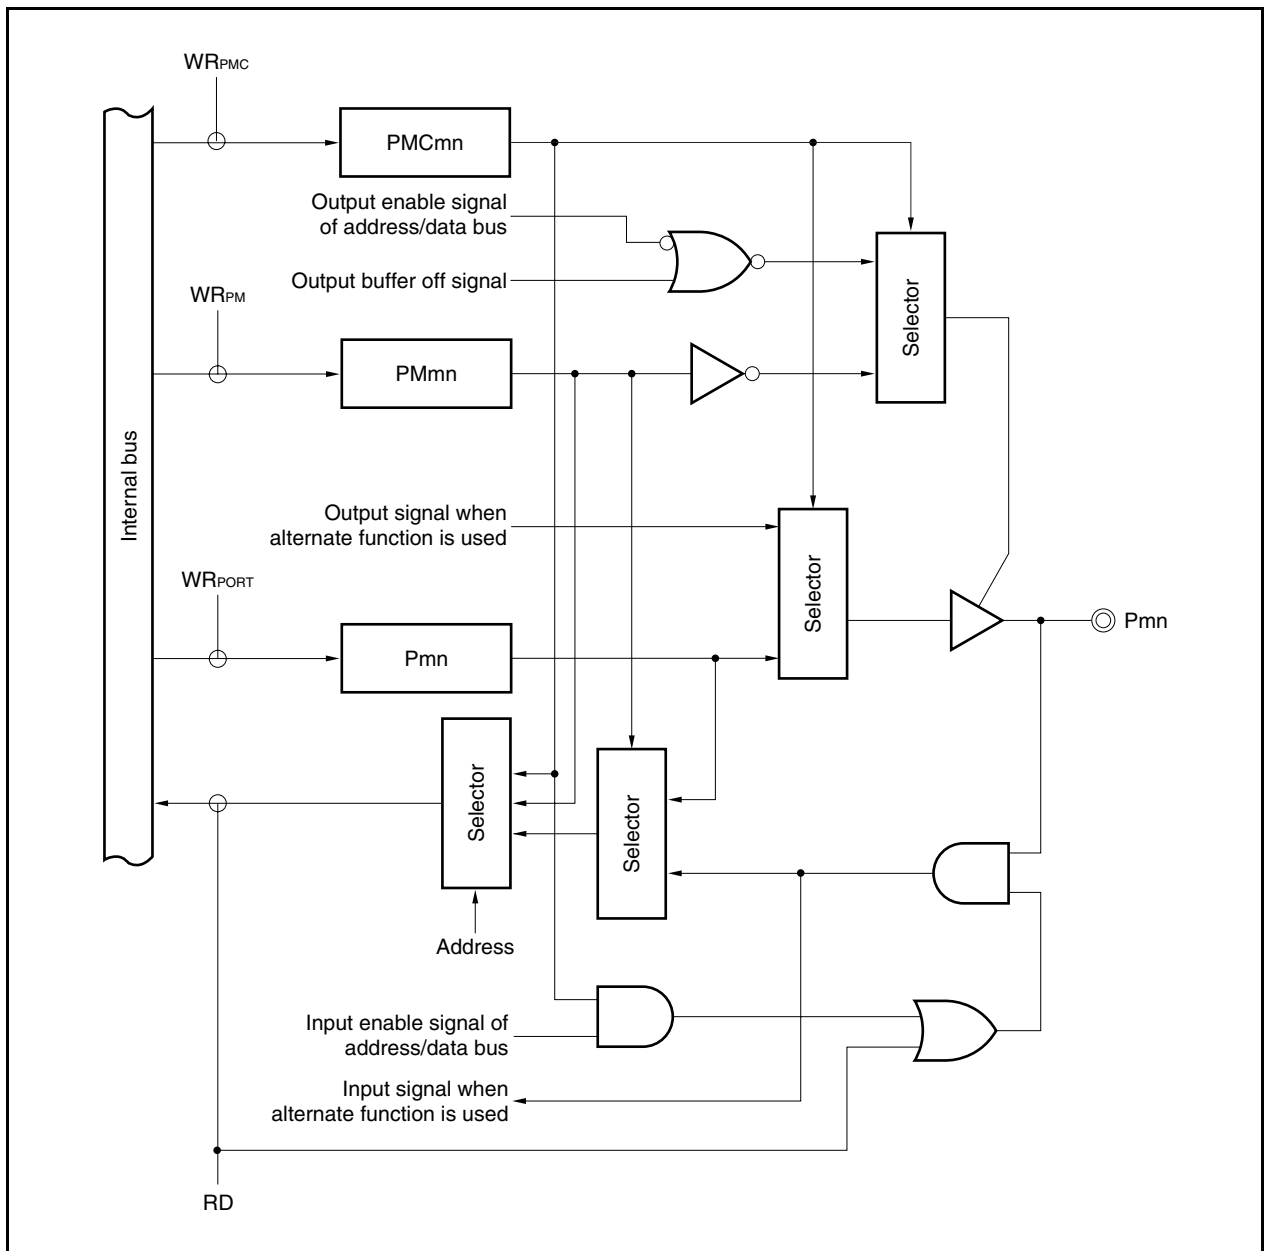 WRPMC
PMCmn
Output enable signal
of address/data bus
Output buffer off signal
Selector
WRPM
PMmn
Internal bus
Output signal when
alternate function is used
Selector
WRPORT
Pmn
Pmn
Selector
Selector
Address
Input enable signal of
address/data bus
Input signal when
alternate function is used
RD